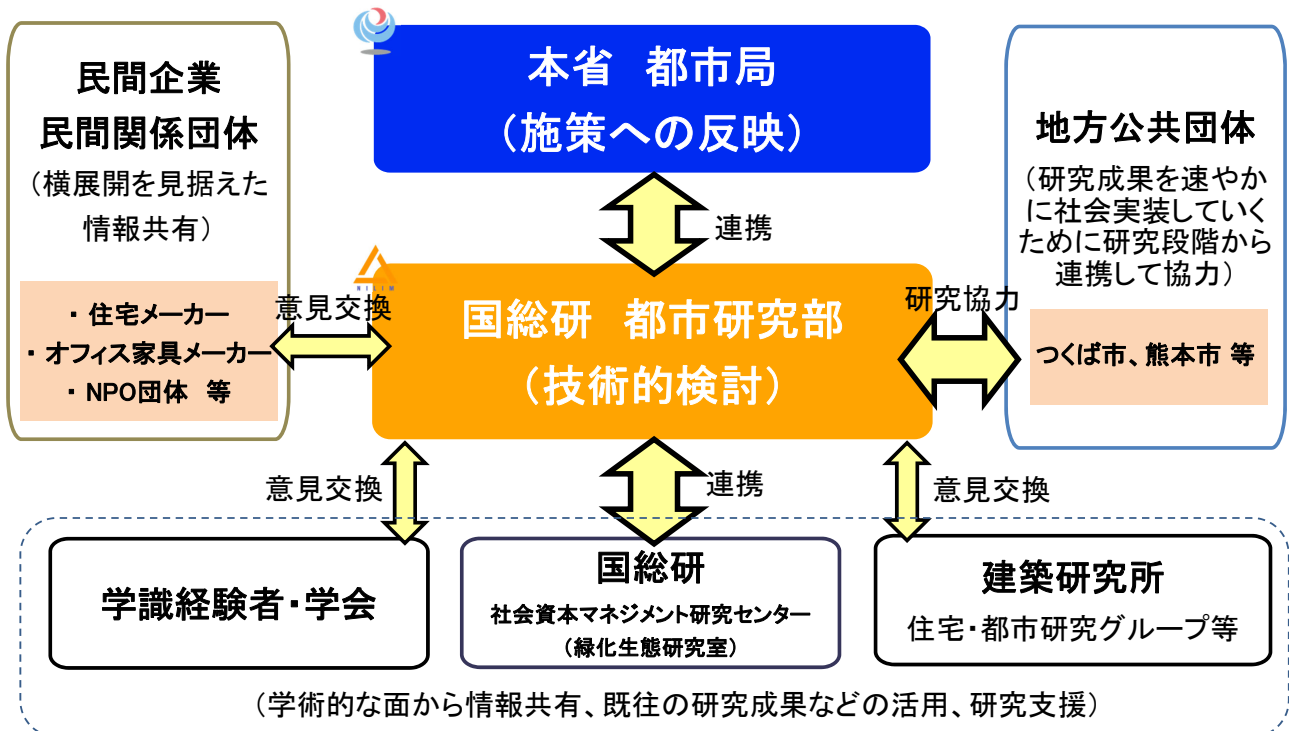 民間企業
民間関係団体
（横展開を見据えた
情報共有）
・ 住宅メーカー
・ オフィス家具メーカー
・ NPO団体　等
本省　都市局
（施策への反映）
連携
地方公共団体
（研究成果を速やか
に社会実装していく
ために研究段階から
連携して協力）
つくば市、熊本市 等
NILIM
意見交換
国総研　都市研究部
（技術的検討）
研究協力
意見交換
連携
意見交換
学識経験者・学会
国総研
社会資本マネジメント研究センター
（緑化生態研究室）
建築研究所
住宅・都市研究グループ等
（学術的な面から情報共有、既往の研究成果などの活用、研究支援）